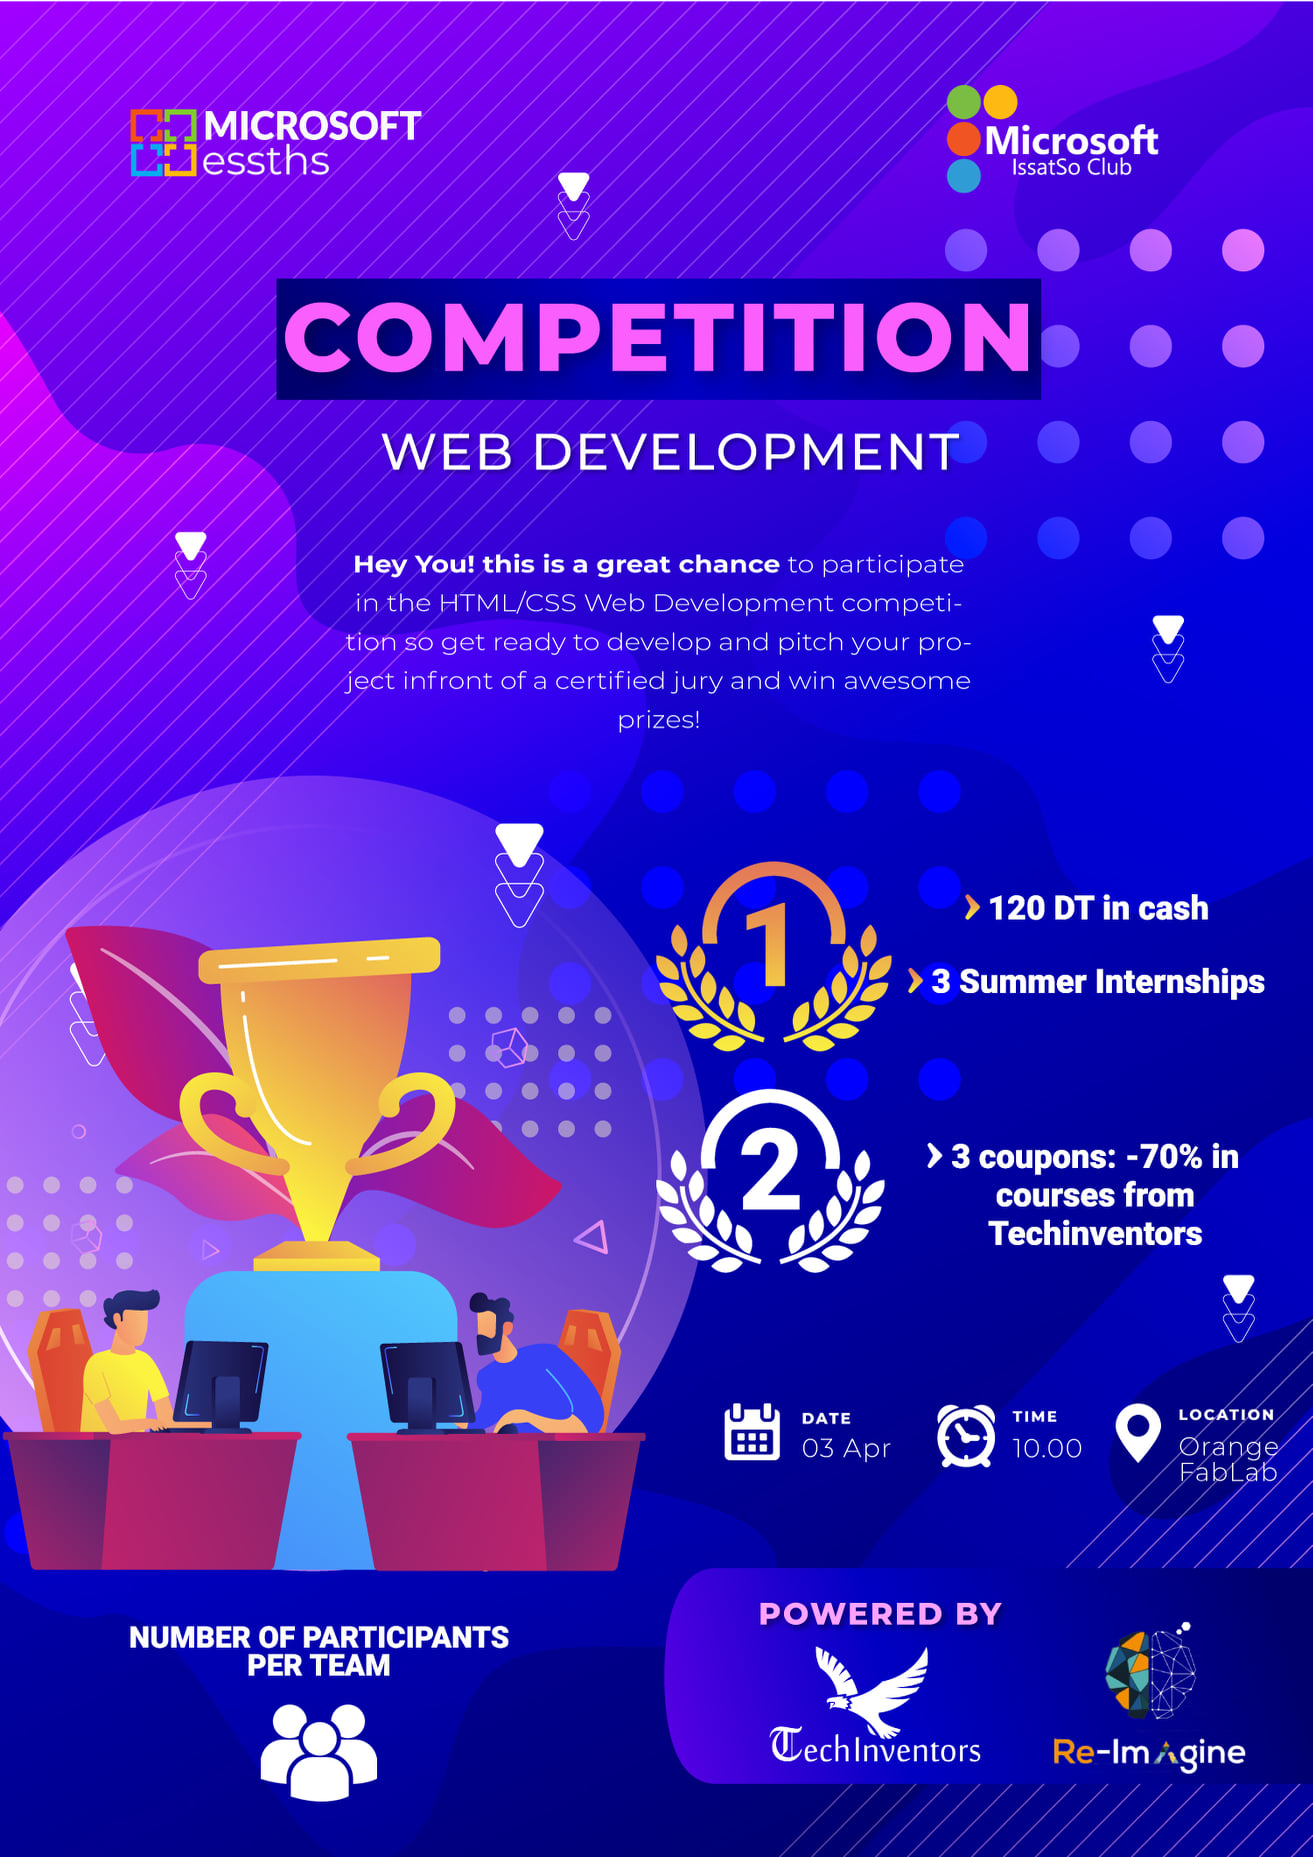 MICROSOFT
essths
Microsoft
IssatSo Club
COMPETITION
WEB DEVELOPMENT
Hey You! this is a great chance to participate
in the HTML/CSS Web Development competi-
tion so get ready to develop and pitch your pro-
ject infront of a certified jury and win awesome
prizes!
1
120 DT in cash
3 Summer Internships
2
3 coupons: -70% in
courses from
Techinventors
DATE
03 Apr
TIME
10.00
LOCATION
Orange
FabLab
NUMBER OF PARTICIPANTS
PER TEAM
POWERED BY
TechInventors
Re-Imagine